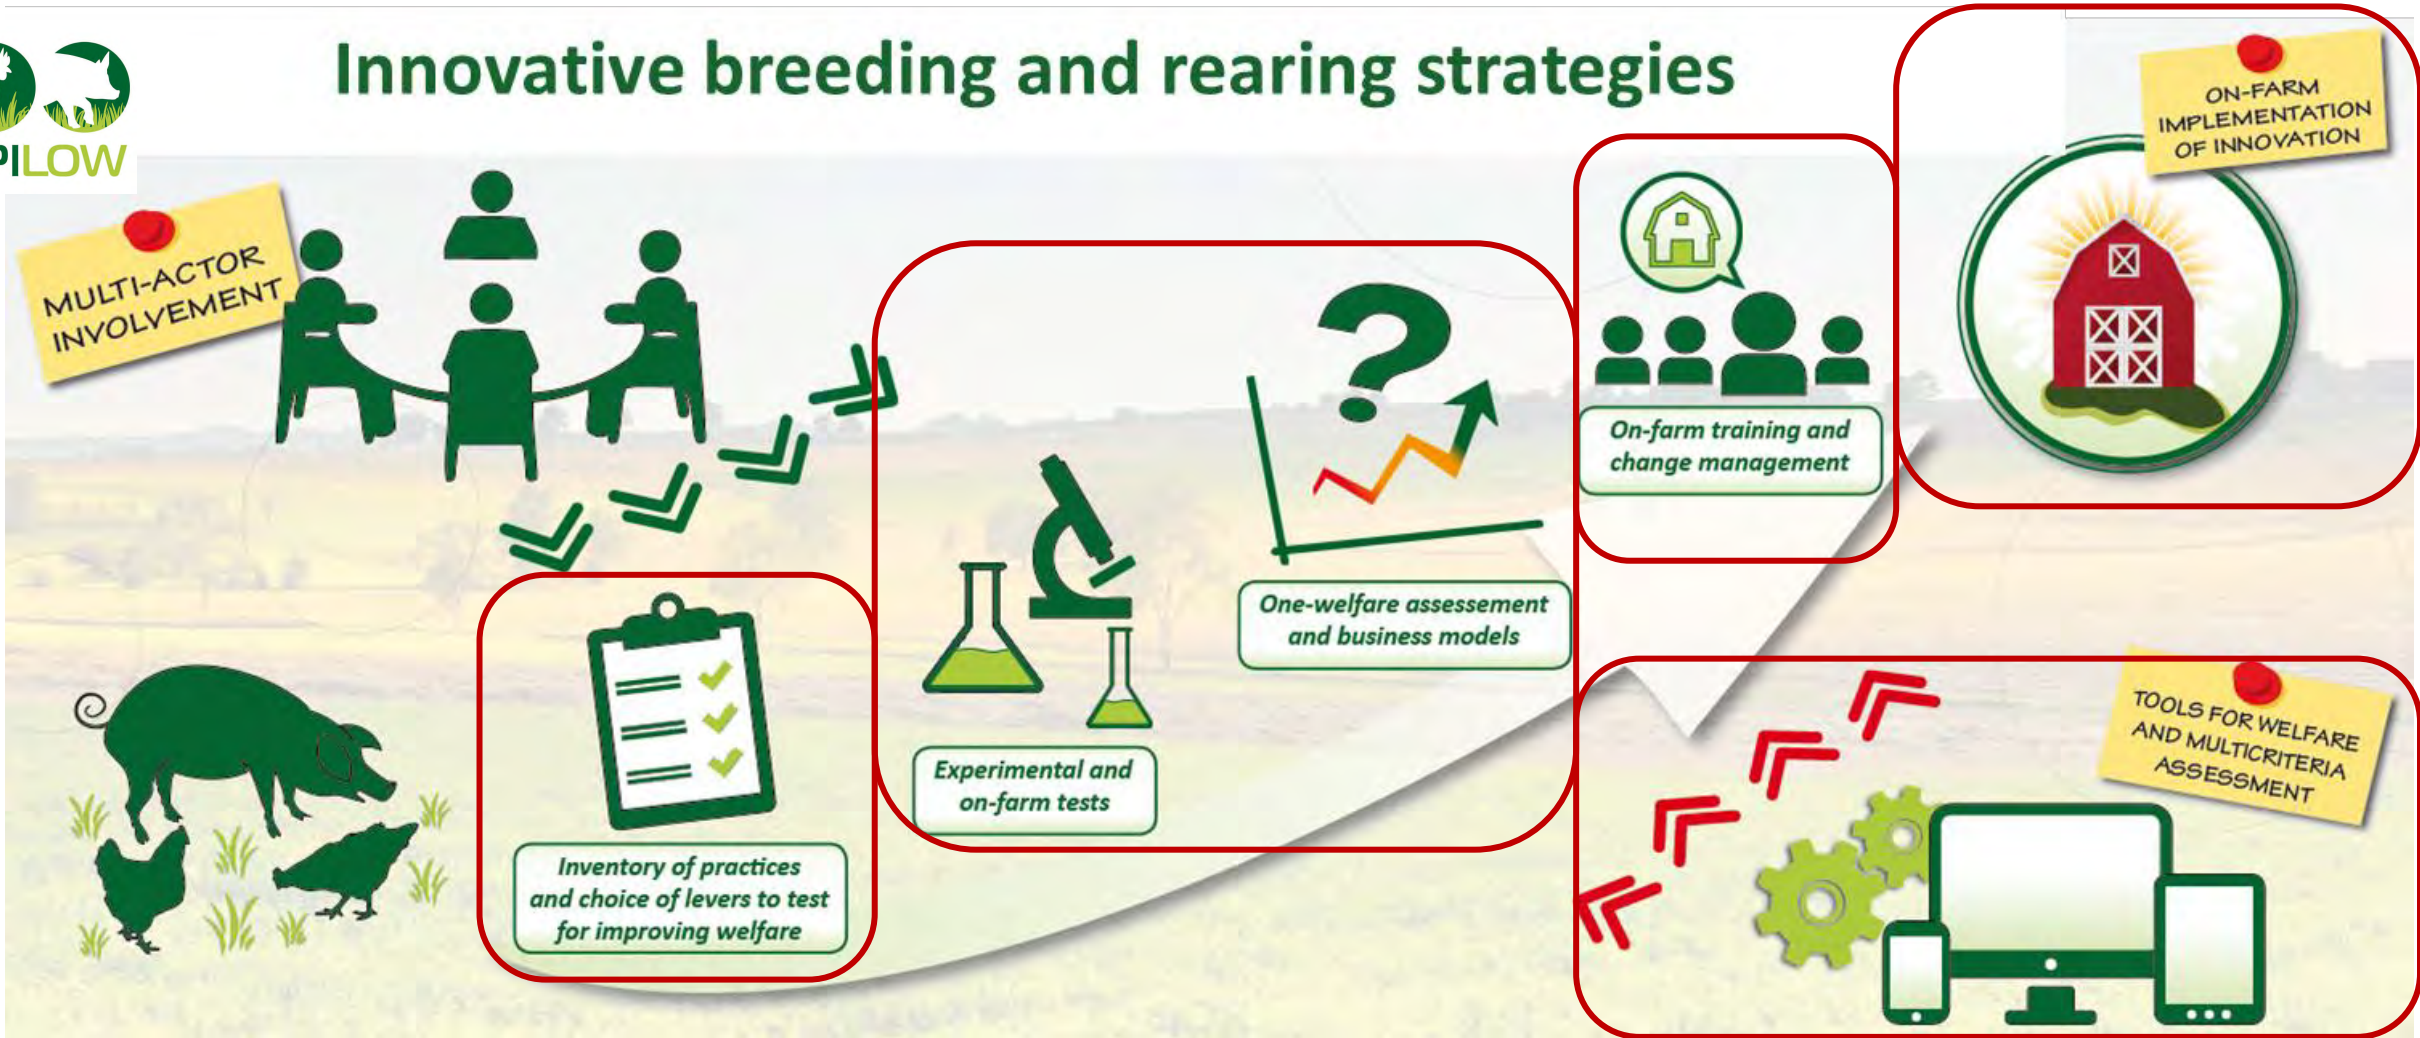 Innovative breeding and rearing strategies
PILOW
MULTI-ACTOR
INVOLVEMENT
ON-FARM
IMPLEMENTATION
OF INNOVATION
On-farm training and
change management
One-welfare assessement
and business models
Experimental and
on-farm tests
Inventory of practices
and choice of levers to test
for improving welfare
TOOLS FOR WELFARE
AND MULTICRITERIA
ASSESSMENT